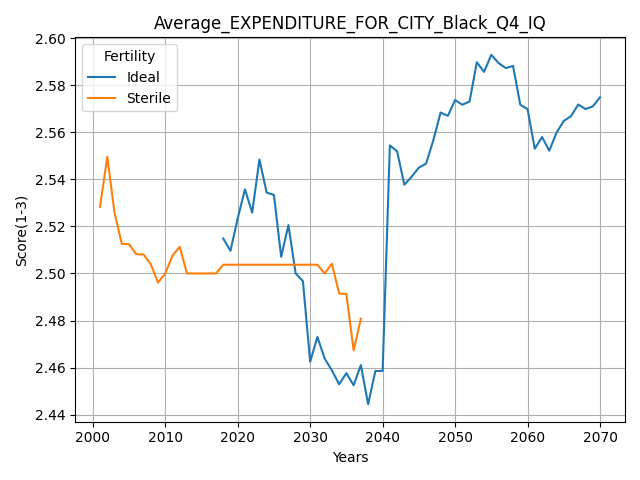 Average_EXPENDITURE_FOR_CITY_Black_Q4_IQ
Fertility
Ideal
Sterile
Score(1-3)
2.60
2.58
2.56
2.54
2.52
2.50
2.48
2.46
2.44
2000 2010 2020 2030 2040 2050 2060 2070
Years